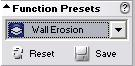 Function Presets
Wall Erosion
Reset Save